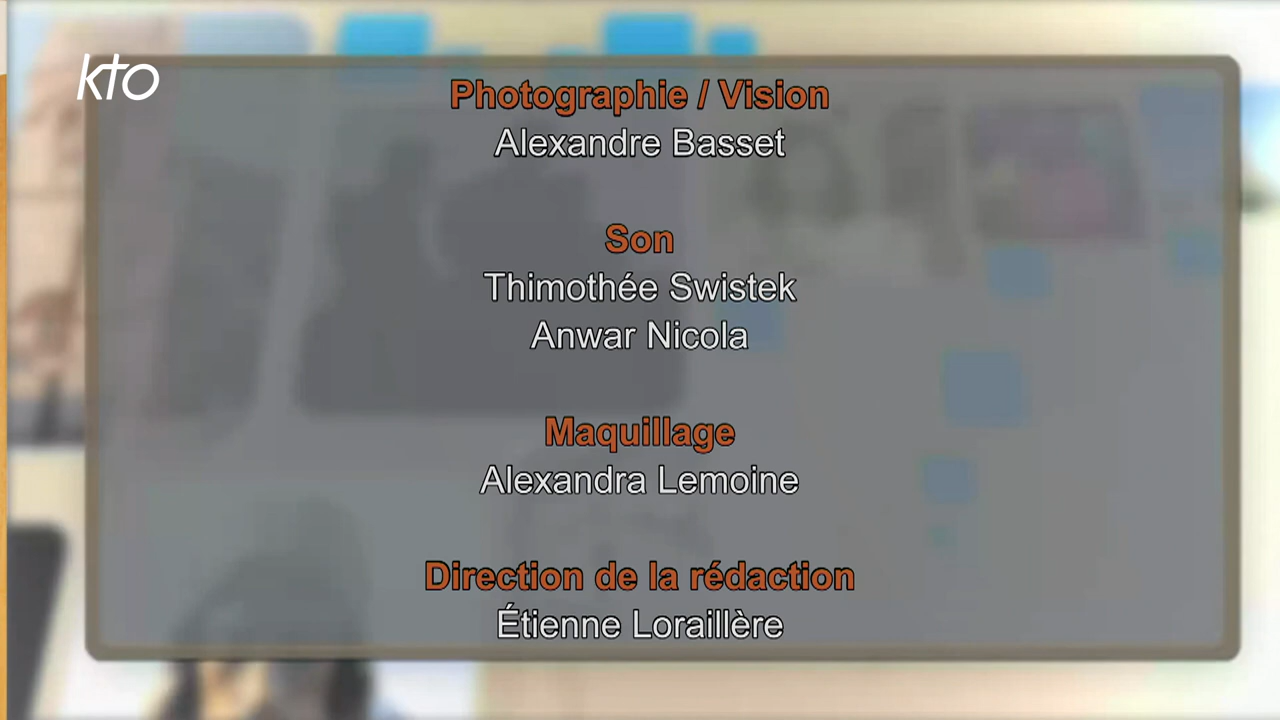 kto
Photographie / Vision
Alexandre Basset
Son
Thimothée Swistek
Anwar Nicola
Maquillage
Alexandra Lemoine
Direction de la rédaction
Étienne Loraillère